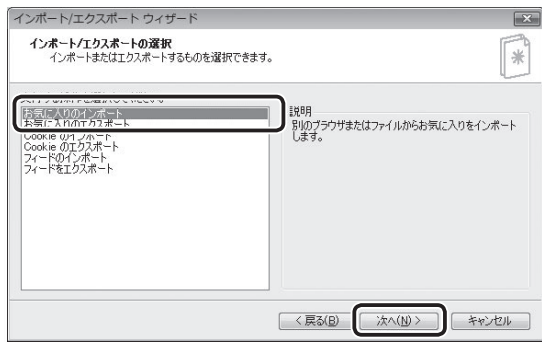 インポート/エクスポート ウィザード
インポート/エクスポートの選択
インポートまたはエクスポートするものを選択できます。
お気に入りのインポート
お気に入りのエクスポート
Cookie のインポート
Cookie のエクスポート
フィードのインポート
フィードをエクスポート
説明
別のブラウザまたはファイルからお気に入りをインポート
します。
< 戻る(B)
次へ(N) >
キャンセル